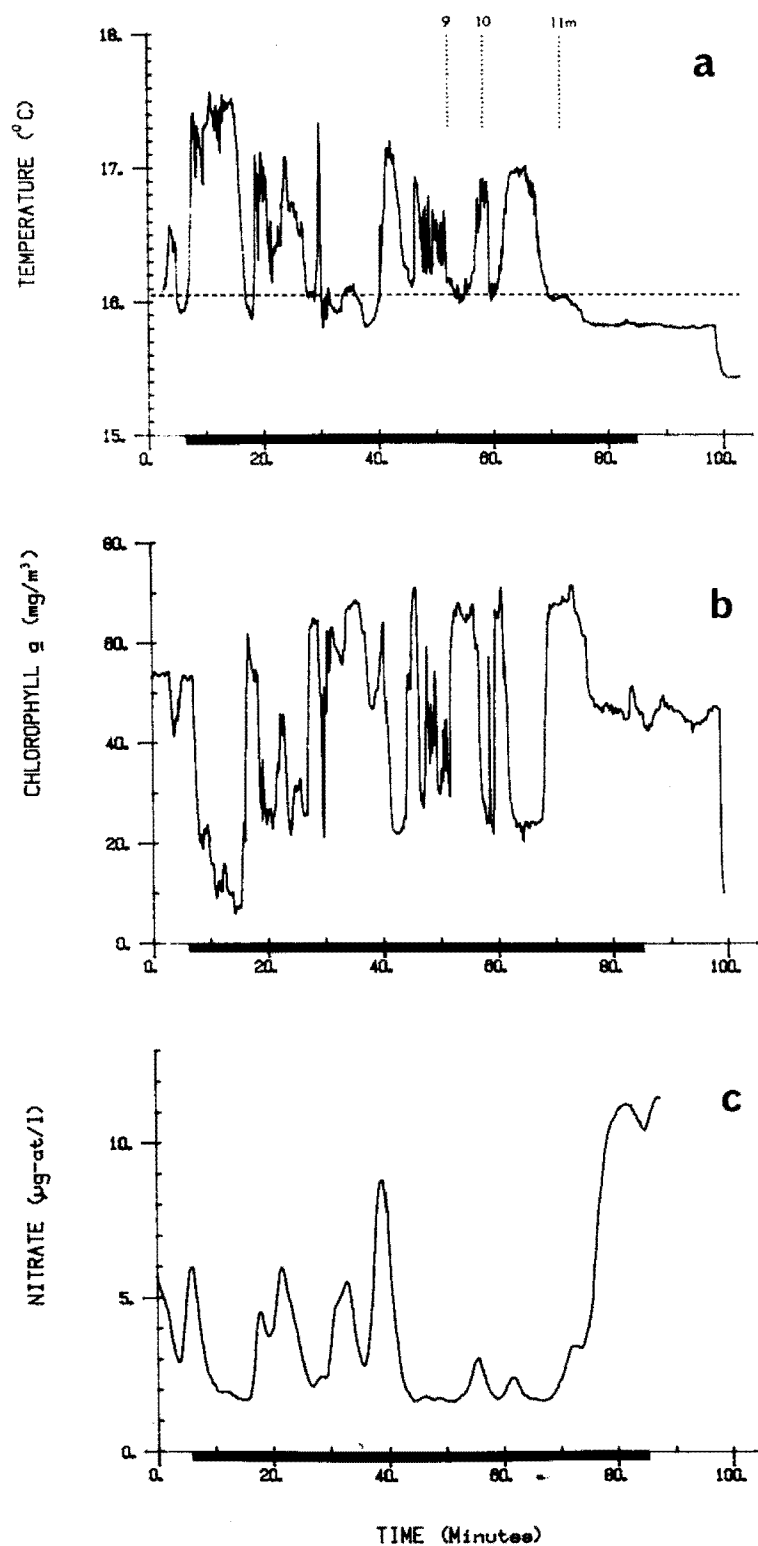 9 10 11m
a
TEMPERATURE (°C)
18.
17.
16.
15.
0. 20. 40. 60. 80. 100.
b
CHLOROPHYLL a (mg/m³)
80.
60.
40.
20.
0.
0. 20. 40. 60. 80. 100.
c
NITRATE (µg-at/l)
10.
5.
0.
0. 20. 40. 60. 80. 100.
TIME (Minutes)